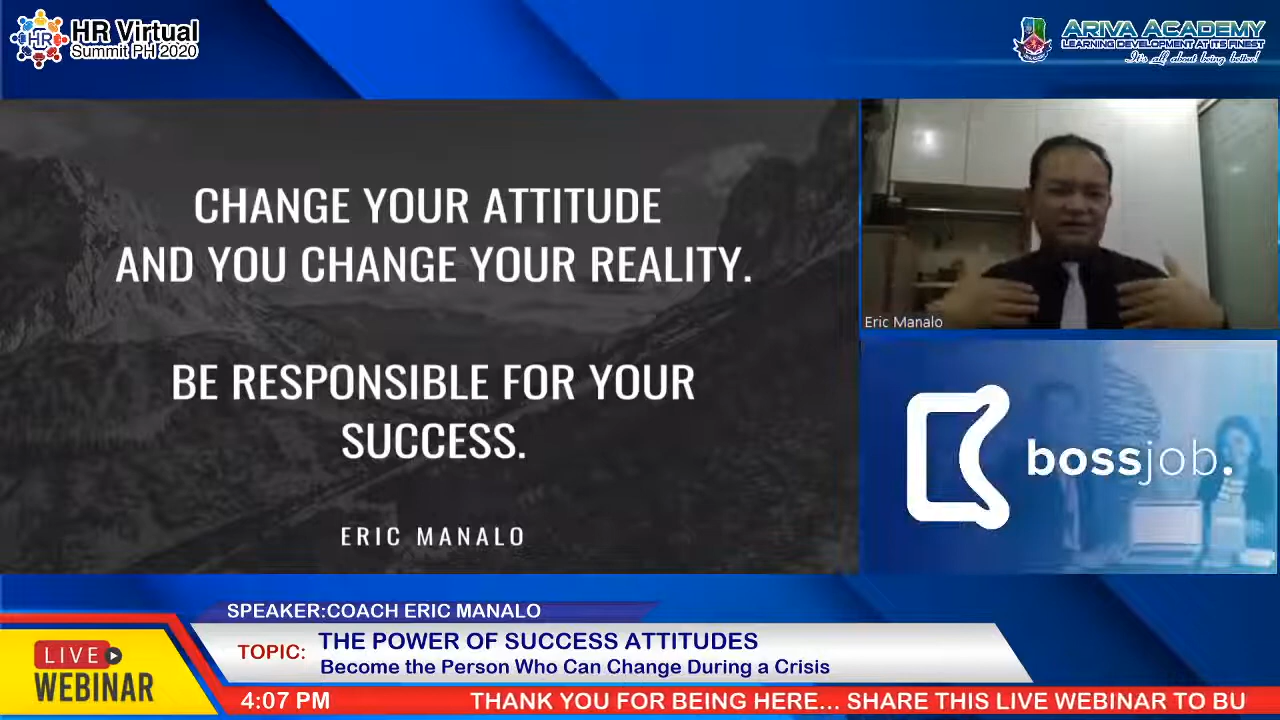 HR
HR Virtual
Summit PH 2020
ARIVA ACADEMY
LEARNING DEVELOPMENT AT ITS FINEST
It's all about being better!
CHANGE YOUR ATTITUDE
AND YOU CHANGE YOUR REALITY.
BE RESPONSIBLE FOR YOUR
SUCCESS.
ERIC MANALO
Eric Manalo
bossjob.
SPEAKER:COACH ERIC MANALO
TOPIC: THE POWER OF SUCCESS ATTITUDES
Become the Person Who Can Change During a Crisis
LIVE
WEBINAR
4:07 PM THANK YOU FOR BEING HERE... SHARE THIS LIVE WEBINAR TO BU